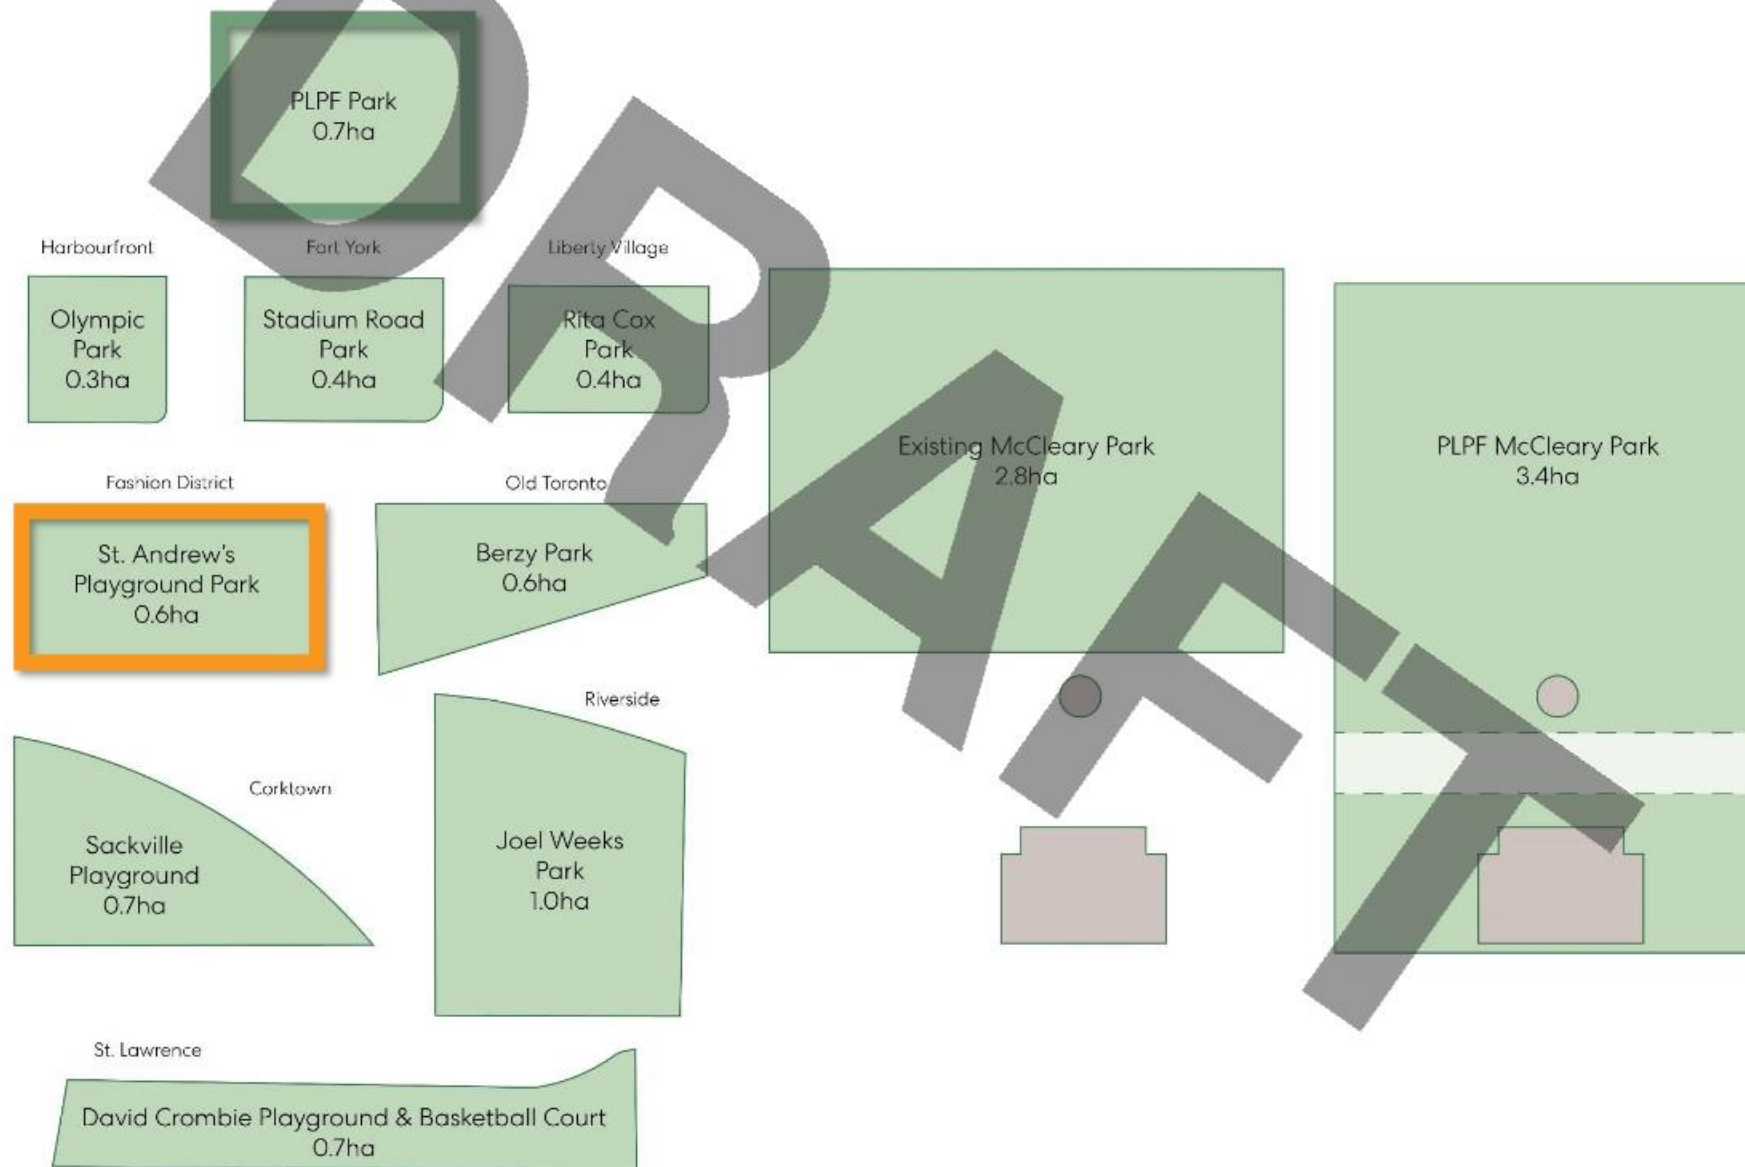 PLPF Park
0.7ha
Harbourfront
Fort York
Liberty Village
Olympic
Park
0.3ha
Stadium Road
Park
0.4ha
Rita Cox
Park
0.4ha
Existing McCleary Park
2.8ha
PLPF McCleary Park
3.4ha
Fashion District
Old Toronto
St. Andrew's
Playground Park
0.6ha
Berzy Park
0.6ha
Riverside
Corktown
Sackville
Playground
0.7ha
Joel Weeks
Park
1.0ha
St. Lawrence
David Crombie Playground & Basketball Court
0.7ha
DRAFT